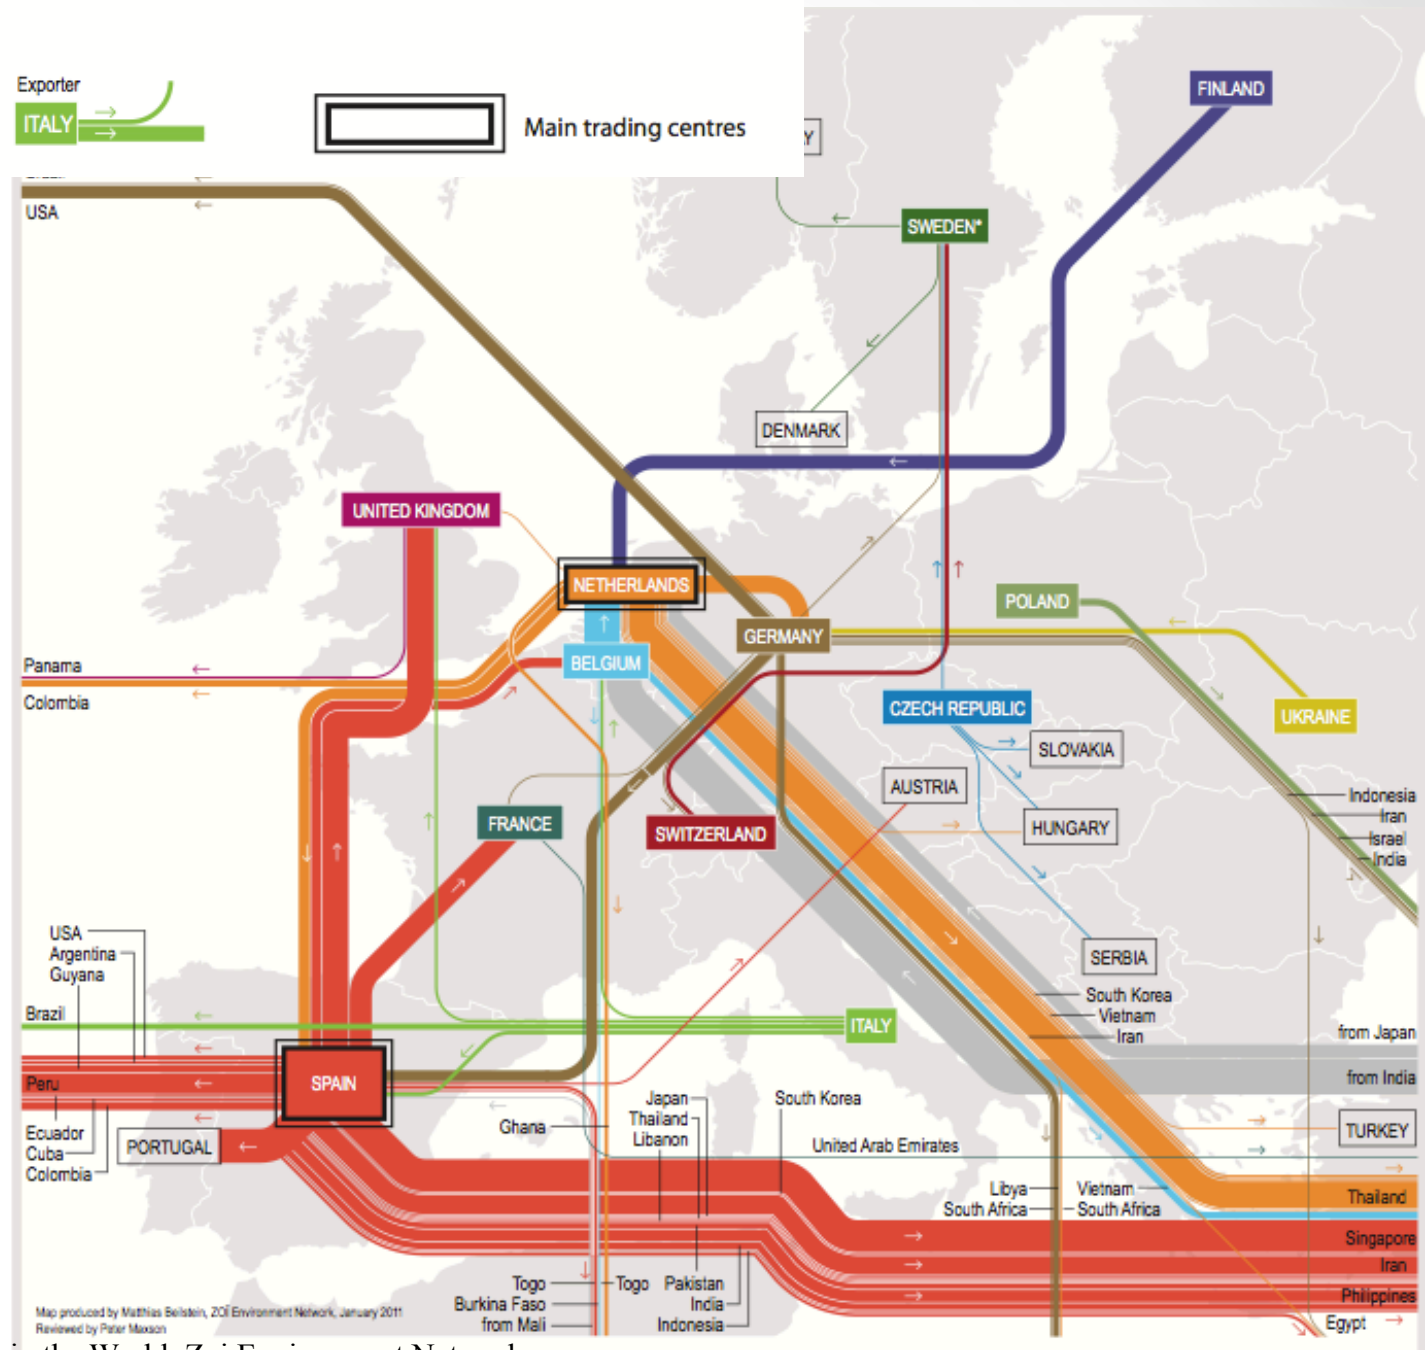 Exporter
ITALY
Main trading centres
Y
USA
FINLAND
SWEDEN*
DENMARK
UNITED KINGDOM
NETHERLANDS
POLAND
GERMANY
BELGIUM
Panama
Colombia
CZECH REPUBLIC
UKRAINE
SLOVAKIA
AUSTRIA
Indonesia
Iran
Israel
India
FRANCE
SWITZERLAND
HUNGARY
USA
Argentina
Guyana
SERBIA
South Korea
Vietnam
Iran
Brazil
ITALY
from Japan
from India
Peru
SPAIN
Japan
Thailand
Libanon
South Korea
Ghana
Ecuador
Cuba
Colombia
PORTUGAL
United Arab Emirates
TURKEY
Libya
South Africa
Vietnam
South Africa
Thailand
Singapore
Iran
Philippines
Egypt
Togo
Burkina Faso
from Mali
Togo
Pakistan
India
Indonesia
Map produced by Matthias Beilstein, ZOÏ Environment Network, January 2011
Reviewed by Peter Maxson